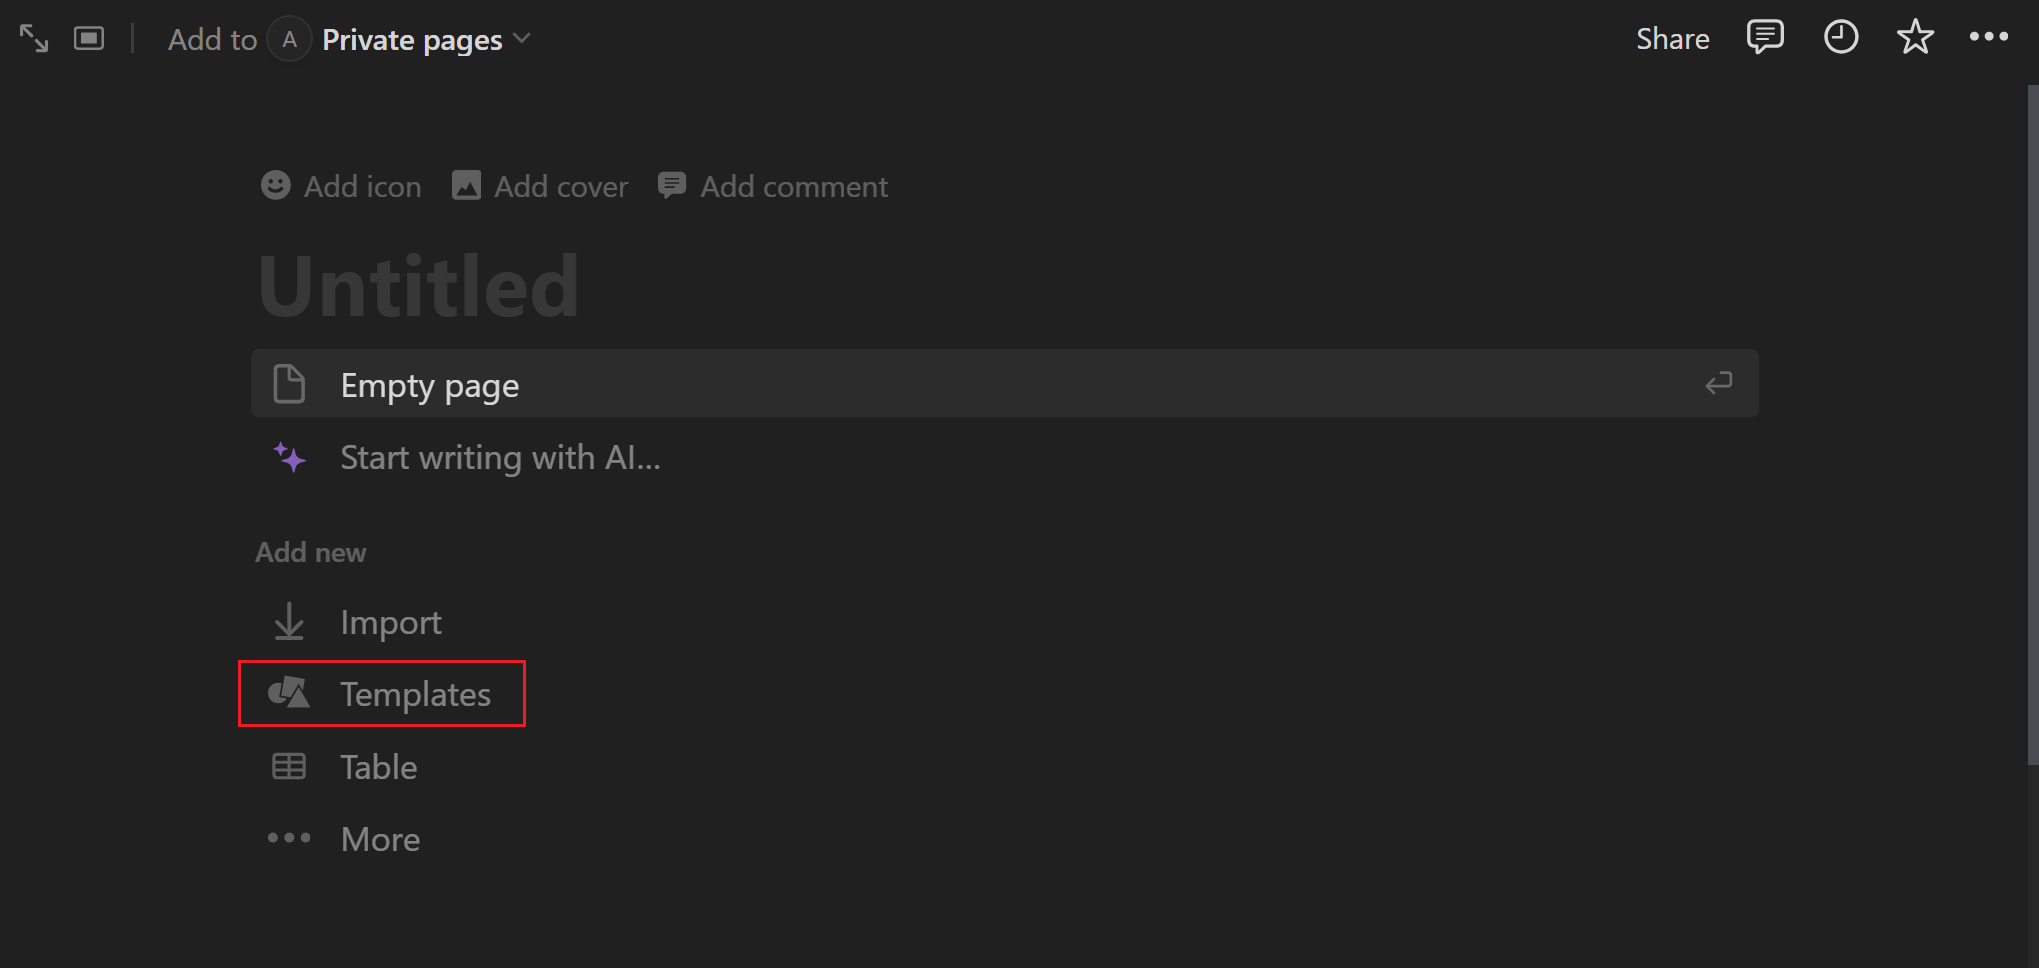 Add to A Private pages
Share
Add icon Add cover Add comment
Untitled
Empty page
Start writing with AI...
Add new
Import
Templates
Table
More